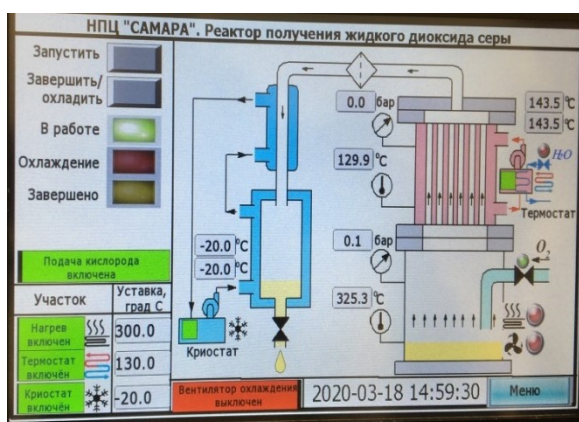 НПЦ "САМАРА". Реактор получения жидкого диоксида серы
Запустить
Завершить/
охладить
В работе
Охлаждение
Завершено
Подача кислорода
включена
Участок
Уставка,
град С
Нагрев
включен
300.0
Термостат
включён
130.0
Криостат
включён
-20.0
-20.0 °C
-20.0 °C
Криостат
0.0 бар
129.9 °C
0.1 бар
325.3 °C
143.5 °C
143.5 °C
H₂O
Термостат
O₂
Вентилятор охлаждения
выключен
2020-03-18 14:59:30
Меню